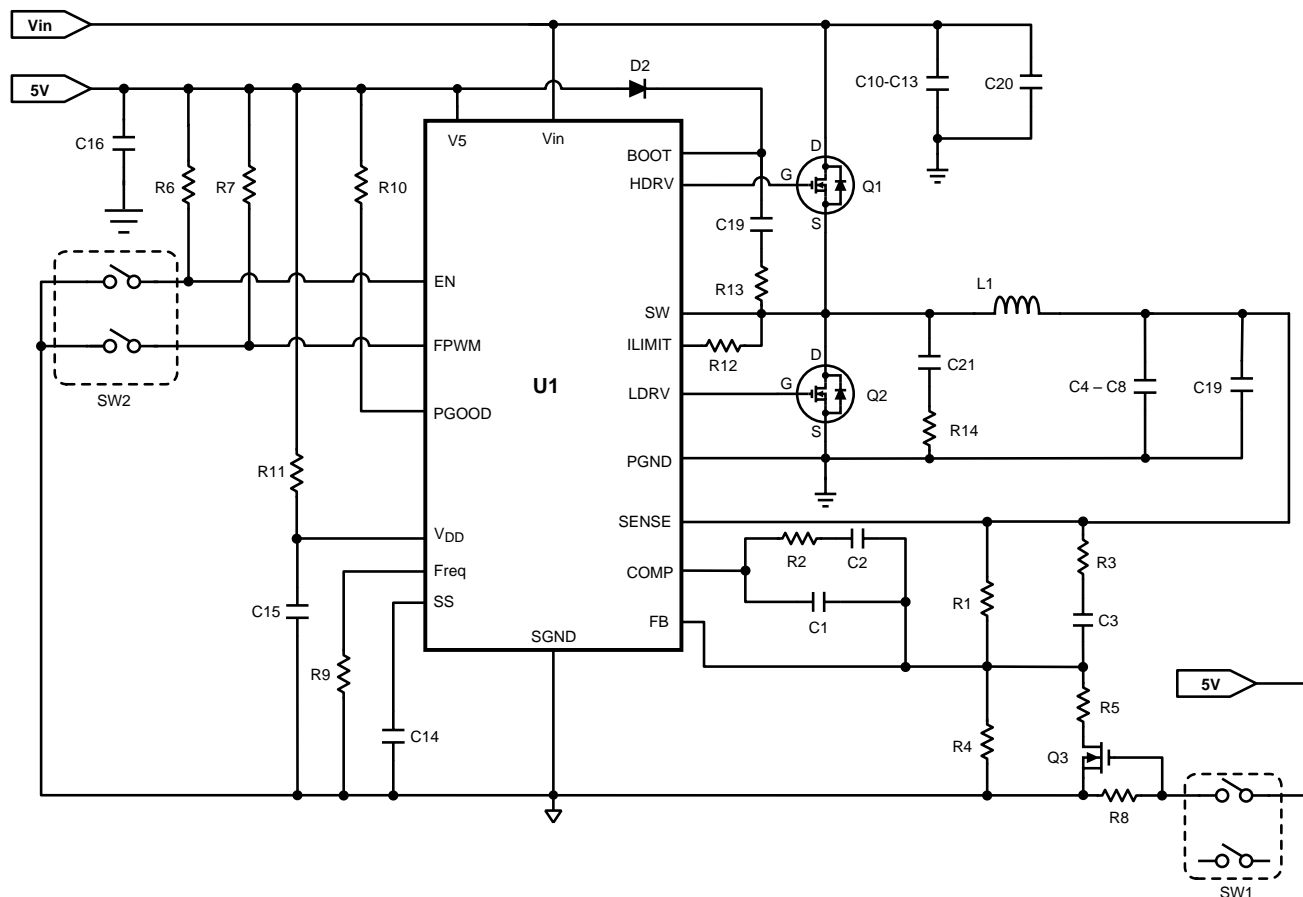 Vin
5V
D2
C10-C13
C20
C16
V5
Vin
BOOT
HDRV
D
G
Q1
S
R6
R7
R10
C19
R13
EN
SW
L1
FPWM
ILIMIT
R12
D
C21
C4 – C8
C19
U1
LDRV
G
Q2
SW2
PGOOD
S
R14
PGND
R11
SENSE
VDD
R2
C2
R3
Freq
COMP
SS
C15
C1
R1
C3
FB
SGND
R9
5V
R5
C14
R4
Q3
R8
SW1